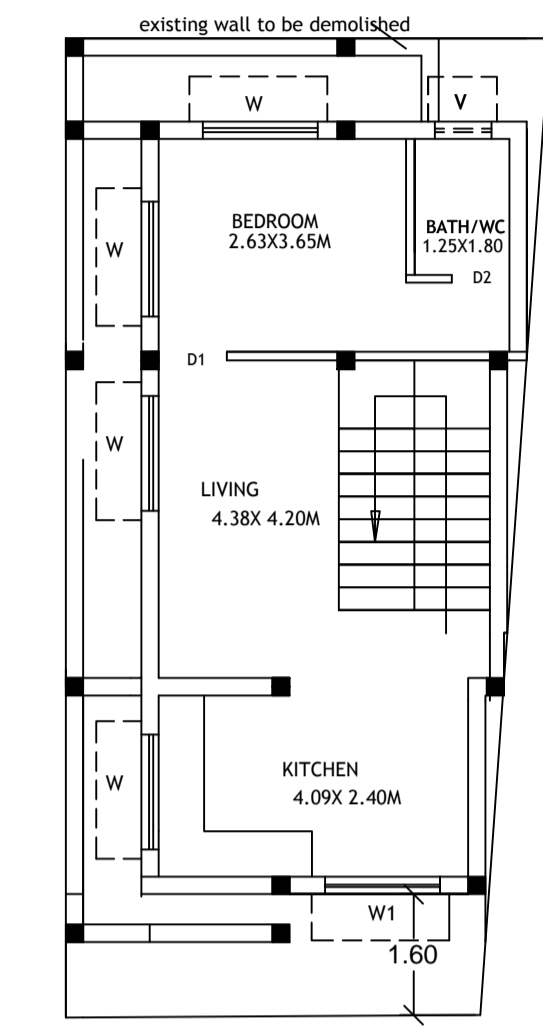 existing wall to be demolished
W
V
BEDROOM
2.63X3.65M
BATH/WC
1.25X1.80
W
D2
D1
W
LIVING
4.38X 4.20M
KITCHEN
4.09X 2.40M
W
W1
1.60